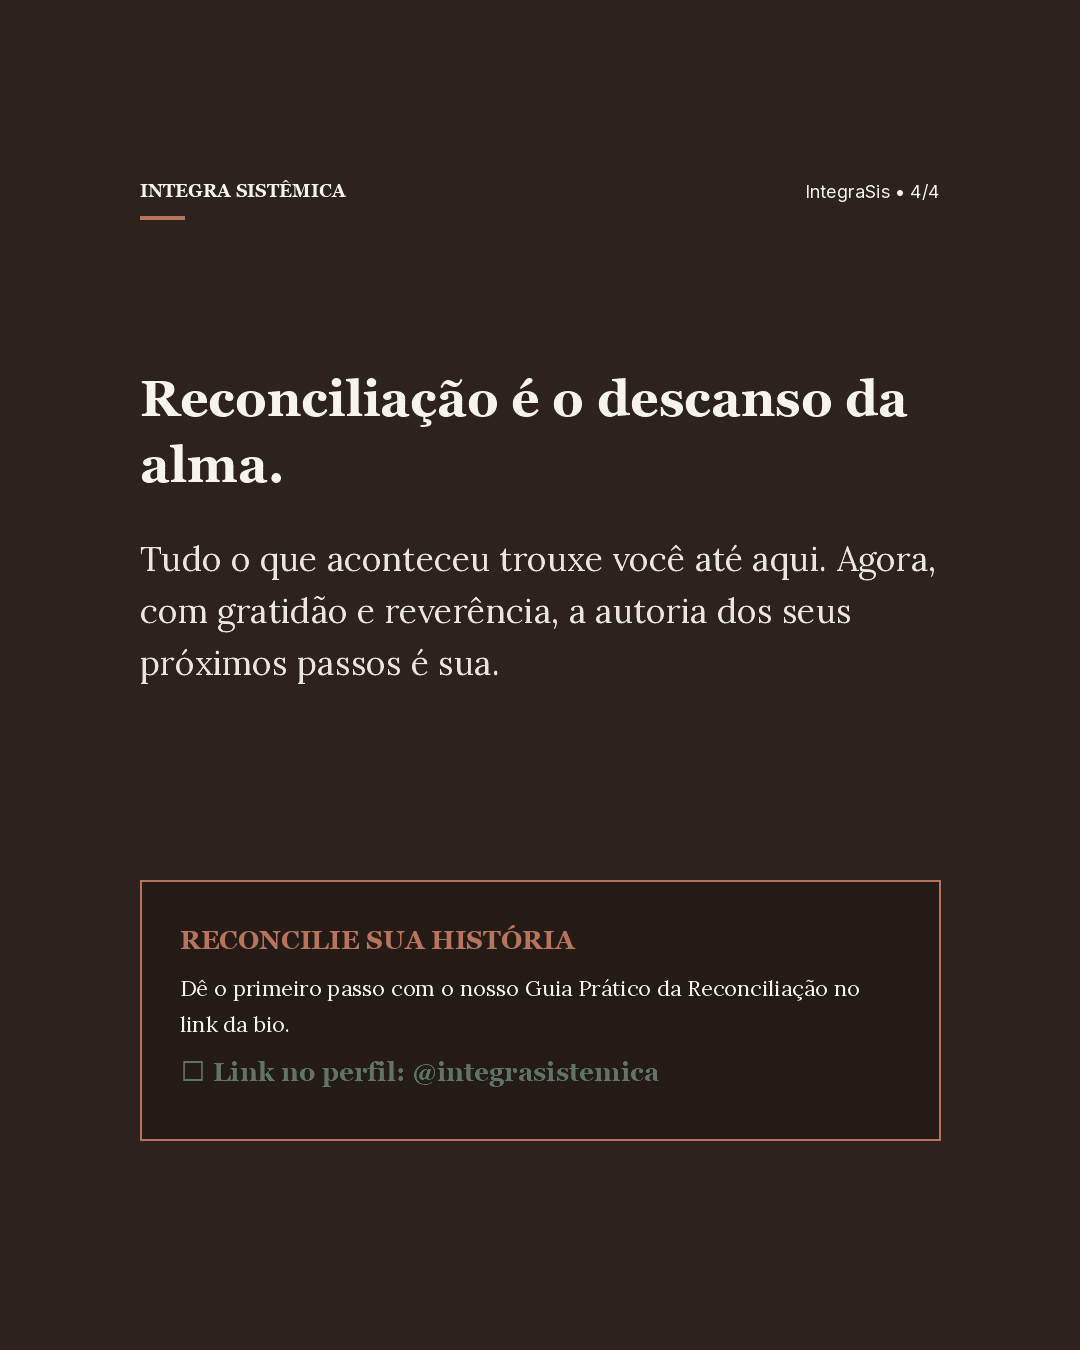 INTEGRA SISTÊMICA
IntegraSis • 4/4
Reconciliação é o descanso da
alma.
Tudo o que aconteceu trouxe você até aqui. Agora,
com gratidão e reverência, a autoria dos seus
próximos passos é sua.
RECONCILIE SUA HISTÓRIA
Dê o primeiro passo com o nosso Guia Prático da Reconciliação no
link da bio.
☐ Link no perfil: @integrasistemica